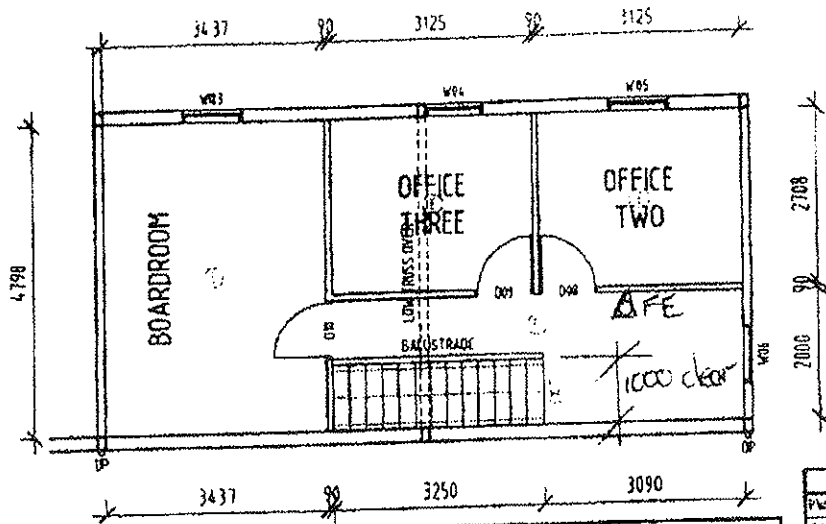 3437 90 3125 90 3125
W03 W04 W05
4798
BOARDROOM
OFFICE
THREE
OFFICE
TWO
2708
90
2000
D09 D08
FE
BALUSTRADE
1000 clear
W06
DP DP
3437 90 3250 3090